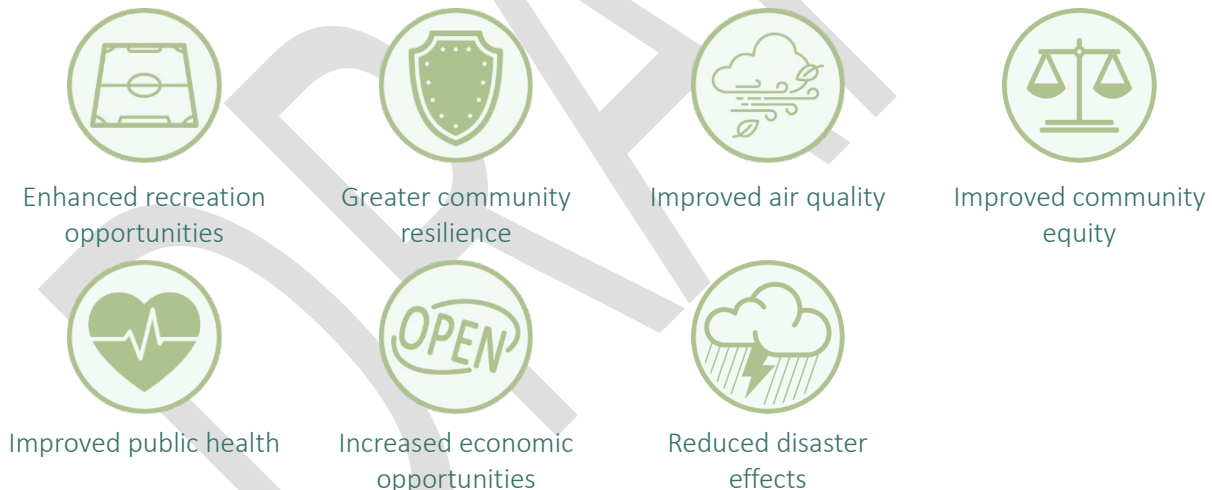 Enhanced recreation
opportunities
Greater community
resilience
Improved air quality
Improved community
equity
Improved public health
OPEN
Increased economic
opportunities
Reduced disaster
effects